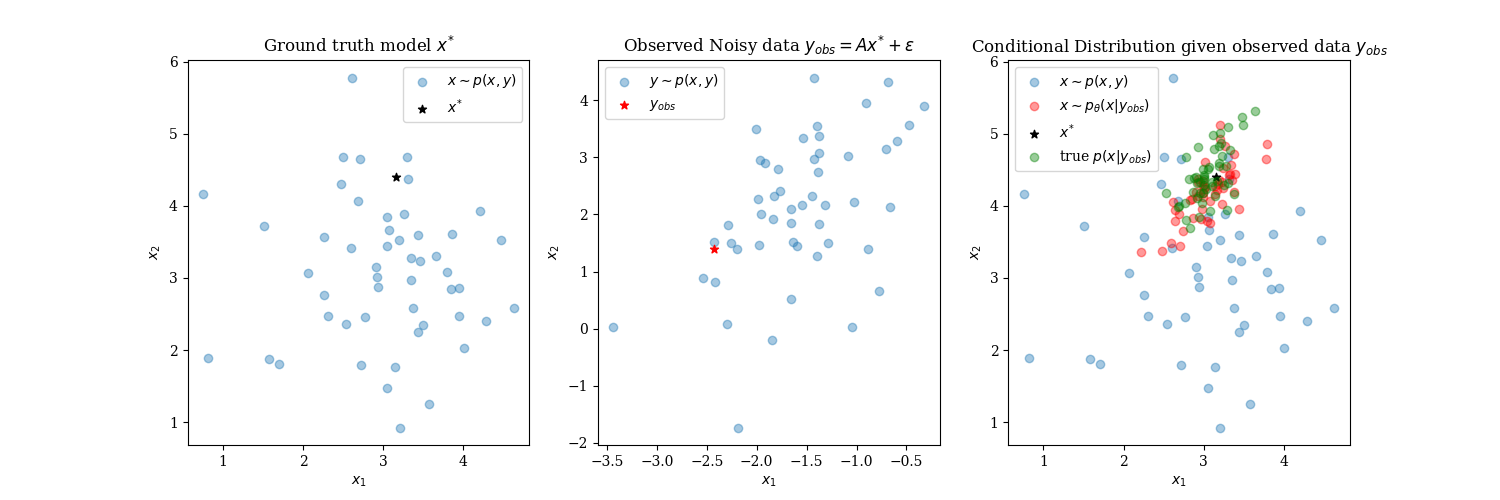 Ground truth model x*
x ~ p(x, y)
x*
6
5
4
3
2
1
x₂
1
2
3
4
x₁
Observed Noisy data y_obs = Ax* + ε
y ~ p(x, y)
y_obs
4
3
2
1
0
−1
−2
x₂
−3.5
−3.0
−2.5
−2.0
−1.5
−1.0
−0.5
x₁
Conditional Distribution given observed data y_obs
x ~ p(x, y)
x ~ p_θ(x|y_obs)
x*
true p(x|y_obs)
6
5
4
3
2
1
x₂
1
2
3
4
x₁